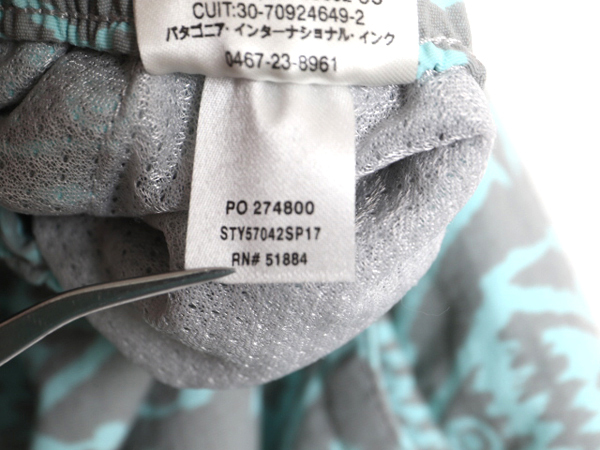 CUIT:30-70924649-2
パタゴニア・インターナショナル・インク
0467-23-8961
PO 274800
STY57042SP17
RN# 51884